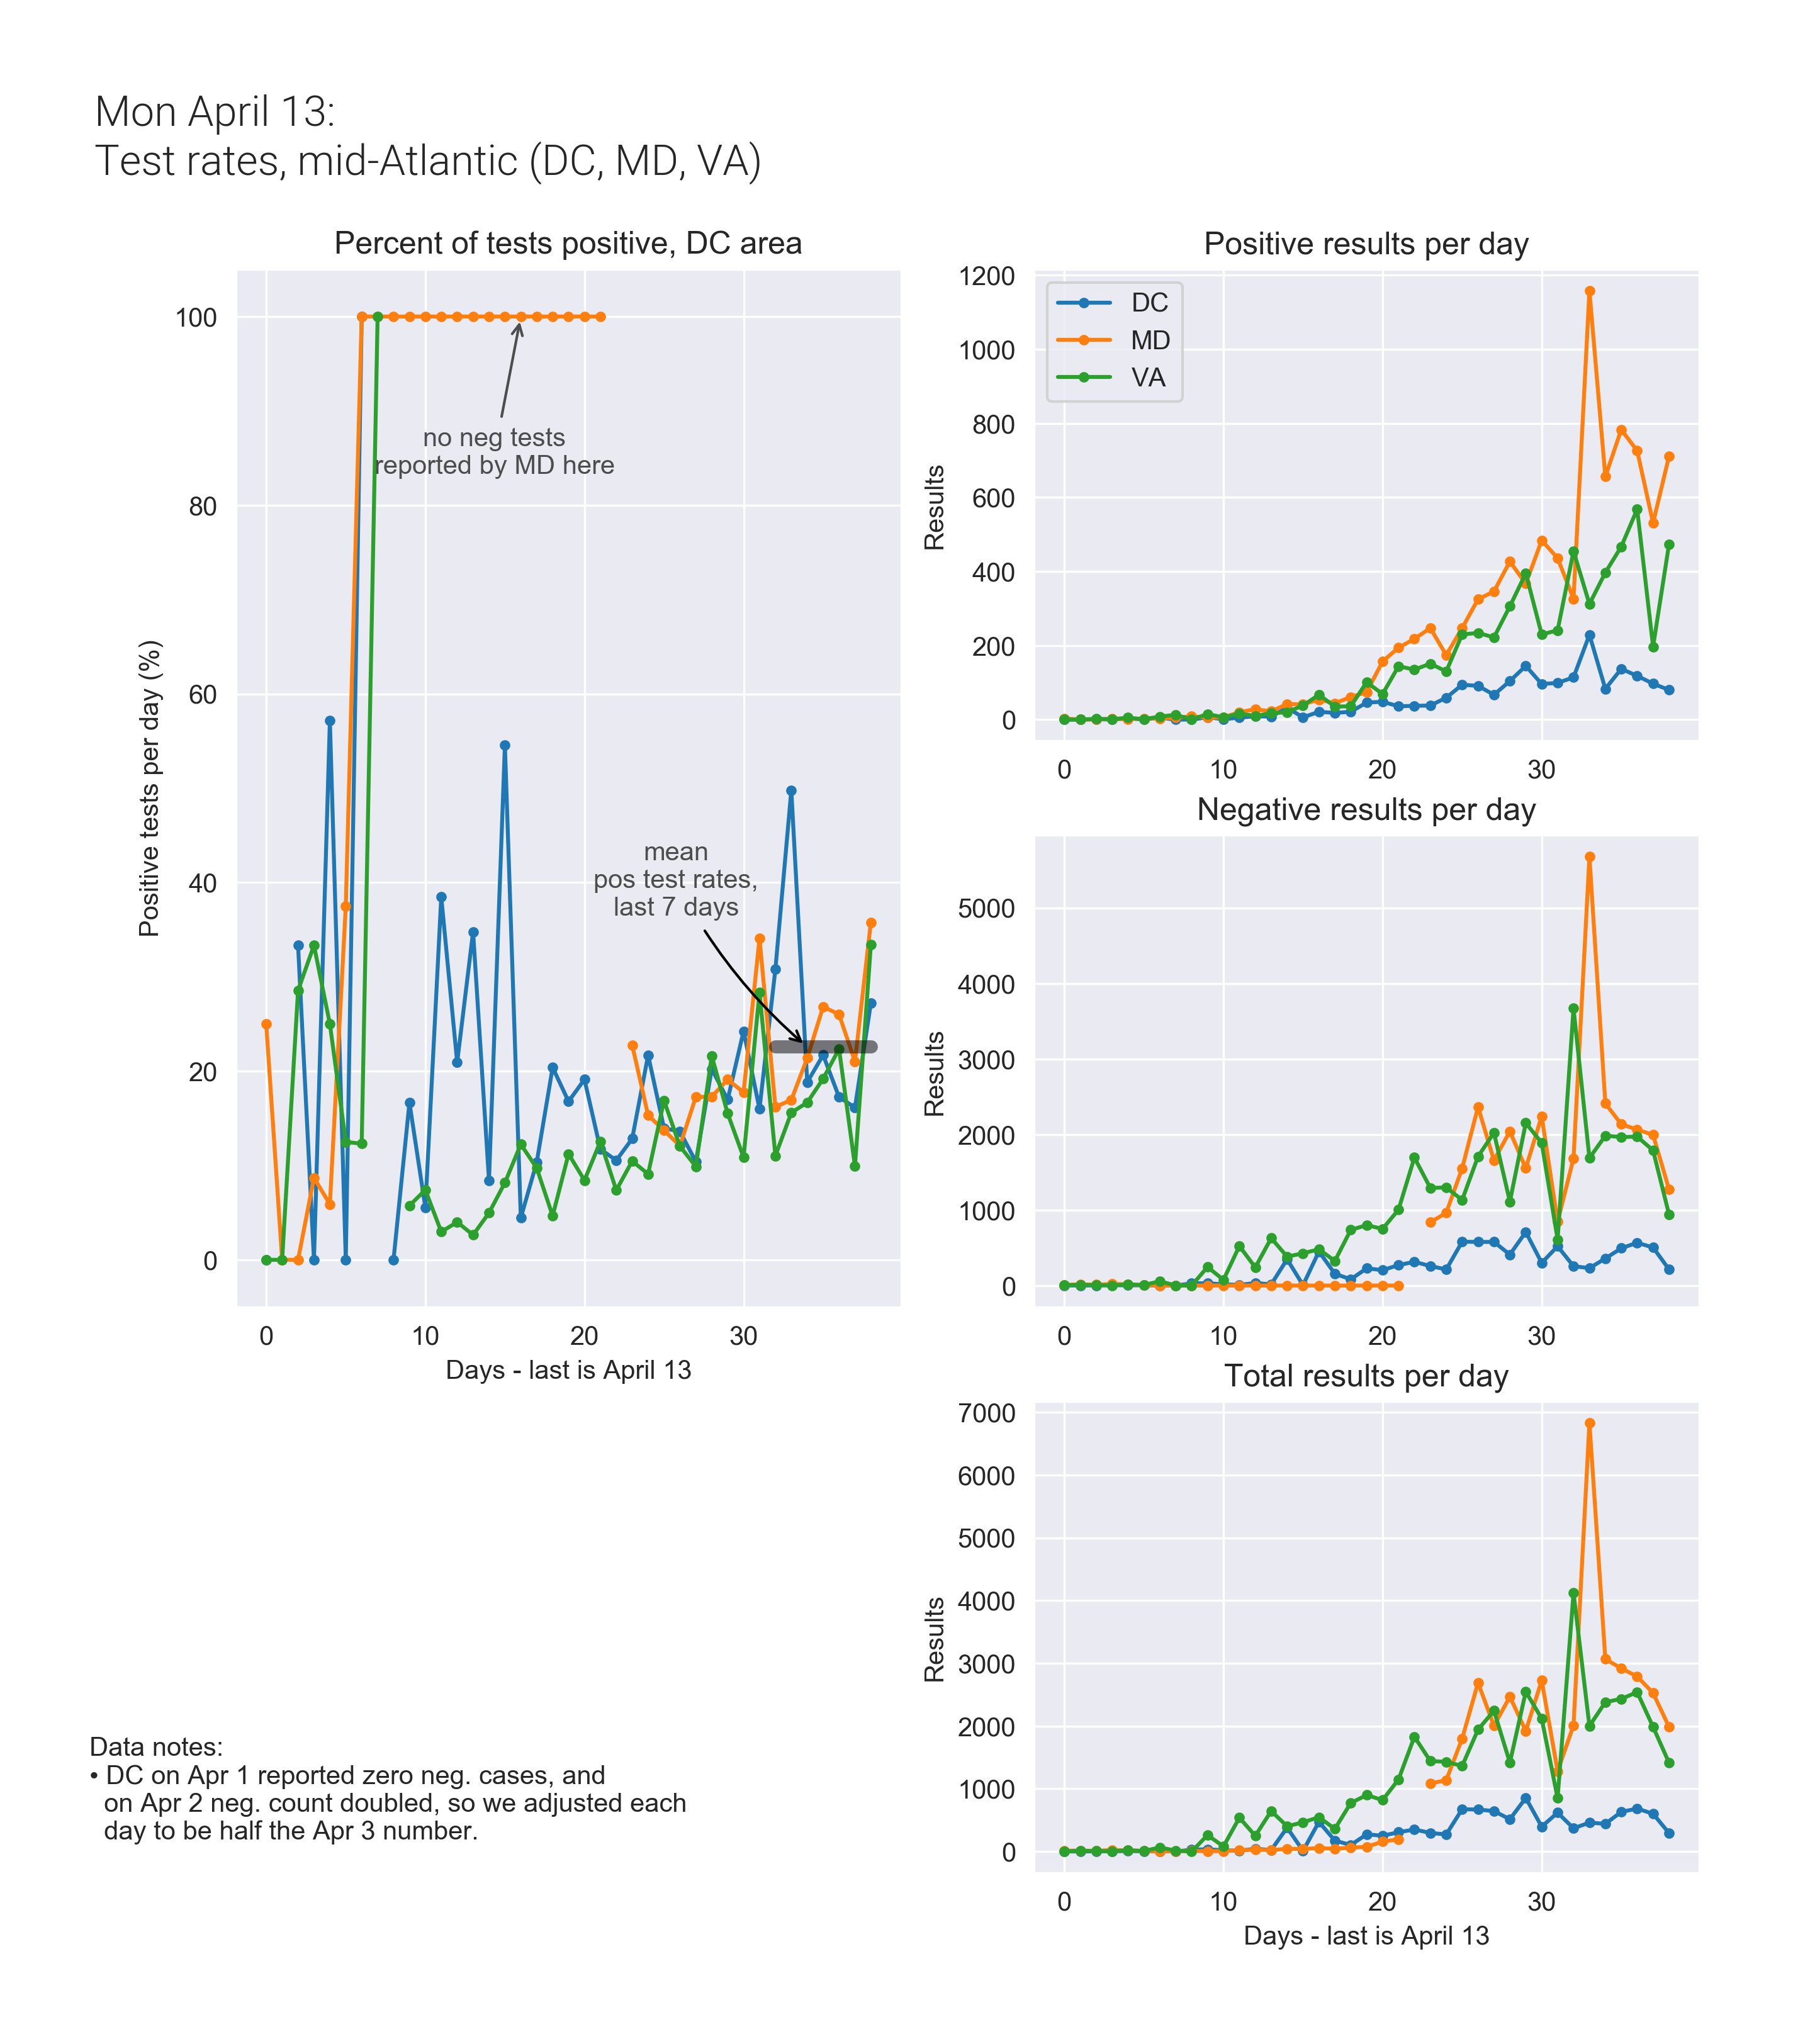 Mon April 13:
Test rates, mid-Atlantic (DC, MD, VA)
Percent of tests positive, DC area
100
80
60
40
20
0
Positive tests per day (%)
no neg tests
reported by MD here
mean
pos test rates,
last 7 days
0 10 20 30
Days - last is April 13
Positive results per day
1200
1000
800
600
400
200
0
Results
DC
MD
VA
0 10 20 30
Negative results per day
5000
4000
3000
2000
1000
0
Results
0 10 20 30
Total results per day
7000
6000
5000
4000
3000
2000
1000
0
Results
0 10 20 30
Days - last is April 13
Data notes:
• DC on Apr 1 reported zero neg. cases, and
on Apr 2 neg. count doubled, so we adjusted each
day to be half the Apr 3 number.